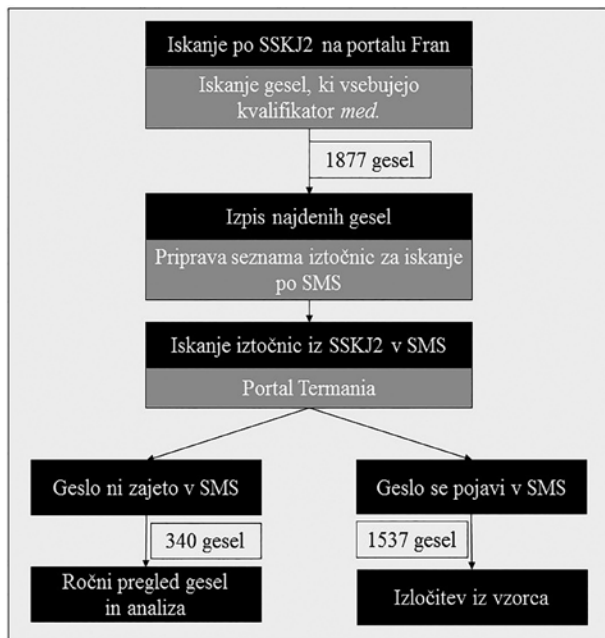 Iskanje po SSKJ2 na portalu Fran
Iskanje gesel, ki vsebujejo
kvalifikator med.
1877 gesel
Izpis najdenih gesel
Priprava seznama iztočnic za iskanje
po SMS
Iskanje iztočnic iz SSKJ2 v SMS
Portal Termania
Geslo ni zajeto v SMS
Geslo se pojavi v SMS
340 gesel
1537 gesel
Ročni pregled gesel
in analiza
Izločitev iz vzorca